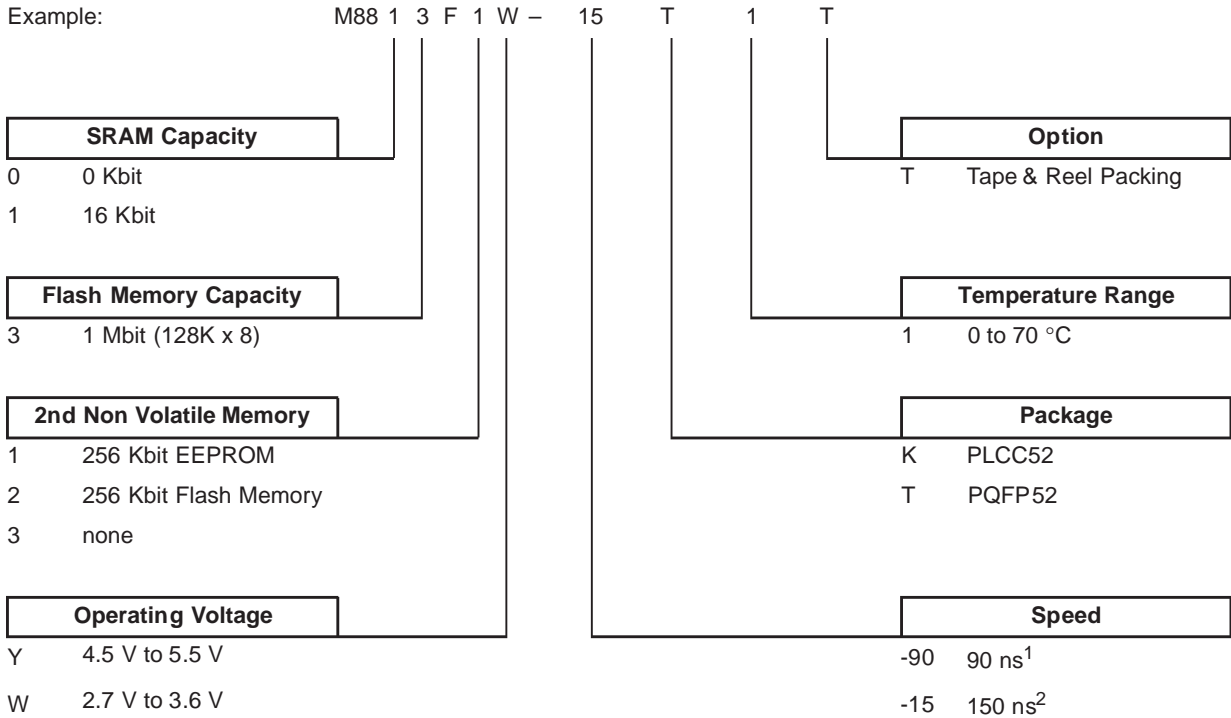 Example: M88 1 3 F 1 W – 15 T 1 T
SRAM Capacity
0 0 Kbit
1 16 Kbit
Flash Memory Capacity
3 1 Mbit (128K x 8)
2nd Non Volatile Memory
1 256 Kbit EEPROM
2 256 Kbit Flash Memory
3 none
Operating Voltage
Y 4.5 V to 5.5 V
W 2.7 V to 3.6 V
Option
T Tape & Reel Packing
Temperature Range
1 0 to 70 °C
Package
K PLCC52
T PQFP52
Speed
-90 90 ns¹
-15 150 ns²